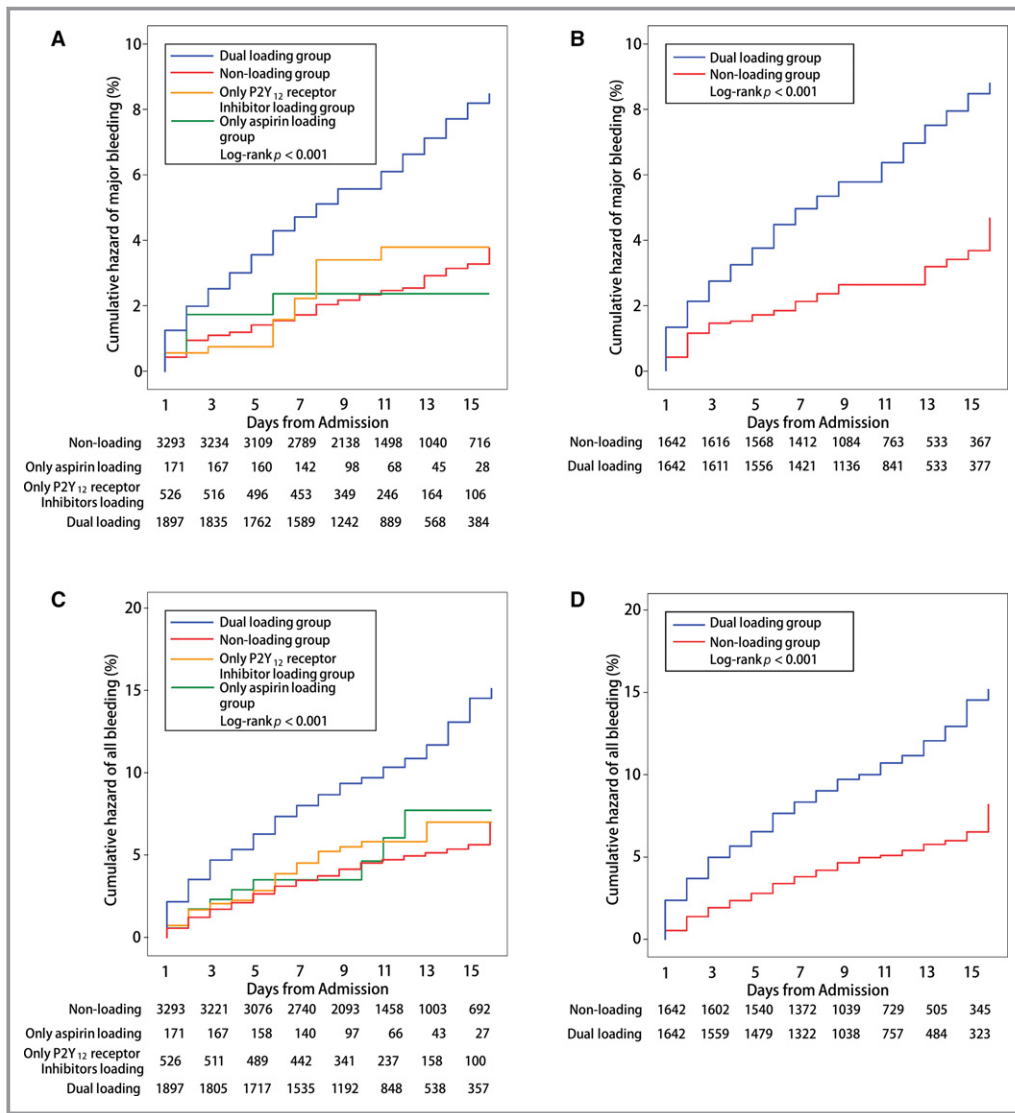 A
Cumulative hazard of major bleeding (%)
10
8
6
4
2
0
Dual loading group
Non-loading group
Only P2Y12 receptor
Inhibitor loading group
Only aspirin loading
group
Log-rank p < 0.001
1 3 5 7 9 11 13 15
Days from Admission
Non-loading 3293 3234 3109 2789 2138 1498 1040 716
Only aspirin loading 171 167 160 142 98 68 45 28
Only P2Y12 receptor
Inhibitors loading 526 516 496 453 349 246 164 106
Dual loading 1897 1835 1762 1589 1242 889 568 384
B
Cumulative hazard of major bleeding (%)
10
8
6
4
2
0
Dual loading group
Non-loading group
Log-rank p < 0.001
1 3 5 7 9 11 13 15
Days from Admission
Non-loading 1642 1616 1568 1412 1084 763 533 367
Dual loading 1642 1611 1556 1421 1136 841 533 377
C
Cumulative hazard of all bleeding (%)
20
15
10
5
0
Dual loading group
Non-loading group
Only P2Y12 receptor
Inhibitor loading group
Only aspirin loading
group
Log-rank p < 0.001
1 3 5 7 9 11 13 15
Days from Admission
Non-loading 3293 3221 3076 2740 2093 1458 1003 692
Only aspirin loading 171 167 158 140 97 66 43 27
Only P2Y12 receptor
Inhibitors loading 526 511 489 442 341 237 158 100
Dual loading 1897 1805 1717 1535 1192 848 538 357
D
Cumulative hazard of all bleeding (%)
20
15
10
5
0
Dual loading group
Non-loading group
Log-rank p < 0.001
1 3 5 7 9 11 13 15
Days from Admission
Non-loading 1642 1602 1540 1372 1039 729 505 345
Dual loading 1642 1559 1479 1322 1038 757 484 323